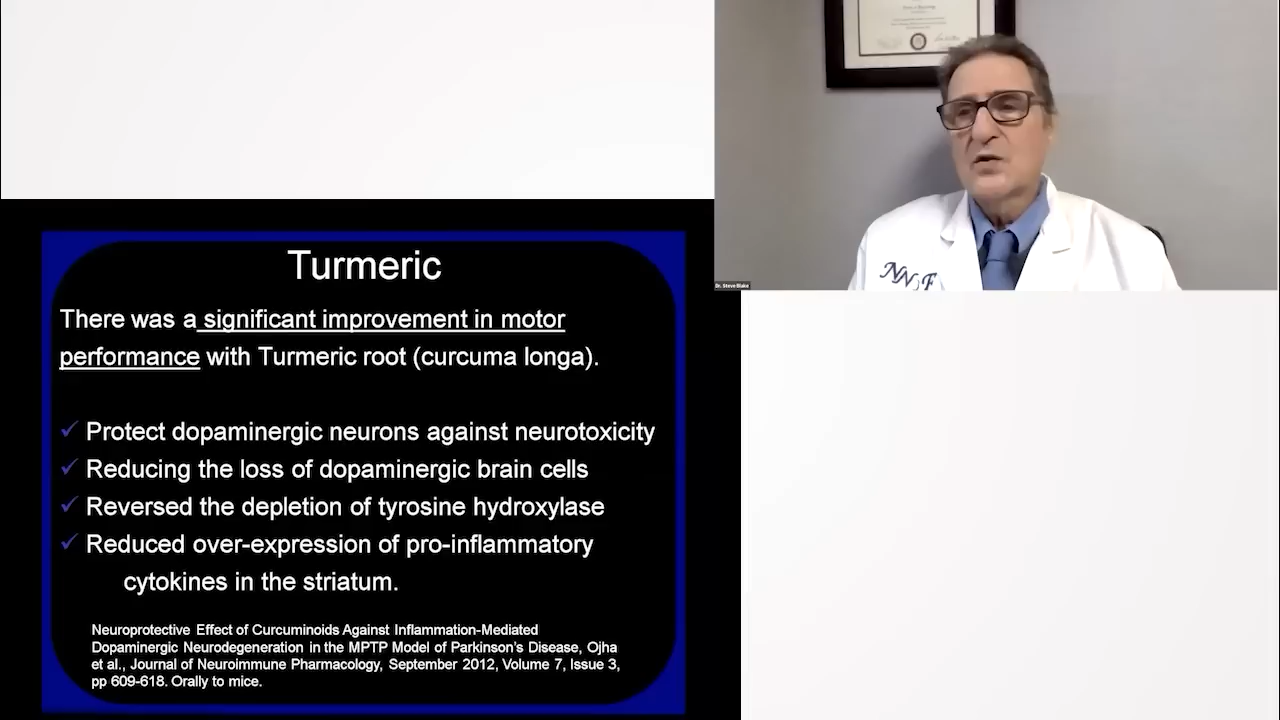 Turmeric
There was a significant improvement in motor
performance with Turmeric root (curcuma longa).
✓ Protect dopaminergic neurons against neurotoxicity
✓ Reducing the loss of dopaminergic brain cells
✓ Reversed the depletion of tyrosine hydroxylase
✓ Reduced over-expression of pro-inflammatory
cytokines in the striatum.
Neuroprotective Effect of Curcuminoids Against Inflammation-Mediated
Dopaminergic Neurodegeneration in the MPTP Model of Parkinson's Disease, Ojha
et al., Journal of Neuroimmune Pharmacology, September 2012, Volume 7, Issue 3,
pp 609-618. Orally to mice.
Dr. Steve Blake